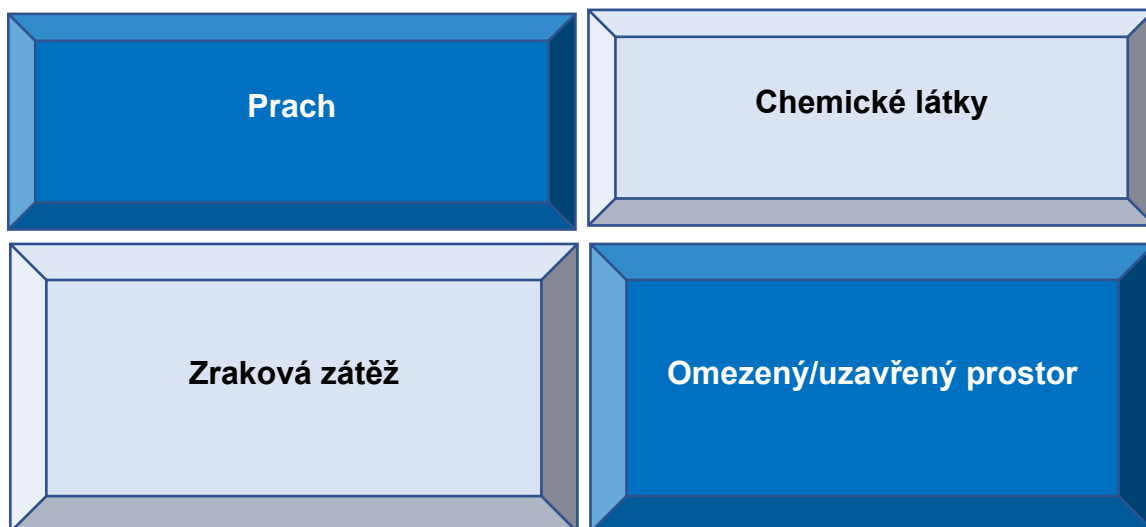 Prach
Chemické látky
Zraková zátěž
Omezený/uzavřený prostor